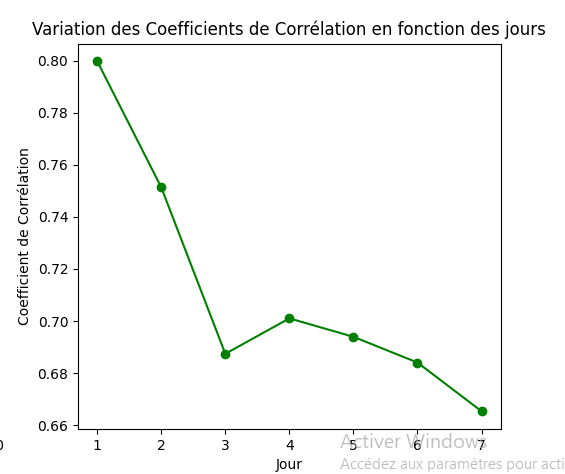 Variation des Coefficients de Corrélation en fonction des jours
0.80
0.78
0.76
0.74
0.72
0.70
0.68
0.66
Coefficient de Corrélation
0
1 2 3 4 5 6 7
Jour
Activer Windows
Accédez aux paramètres pour acti